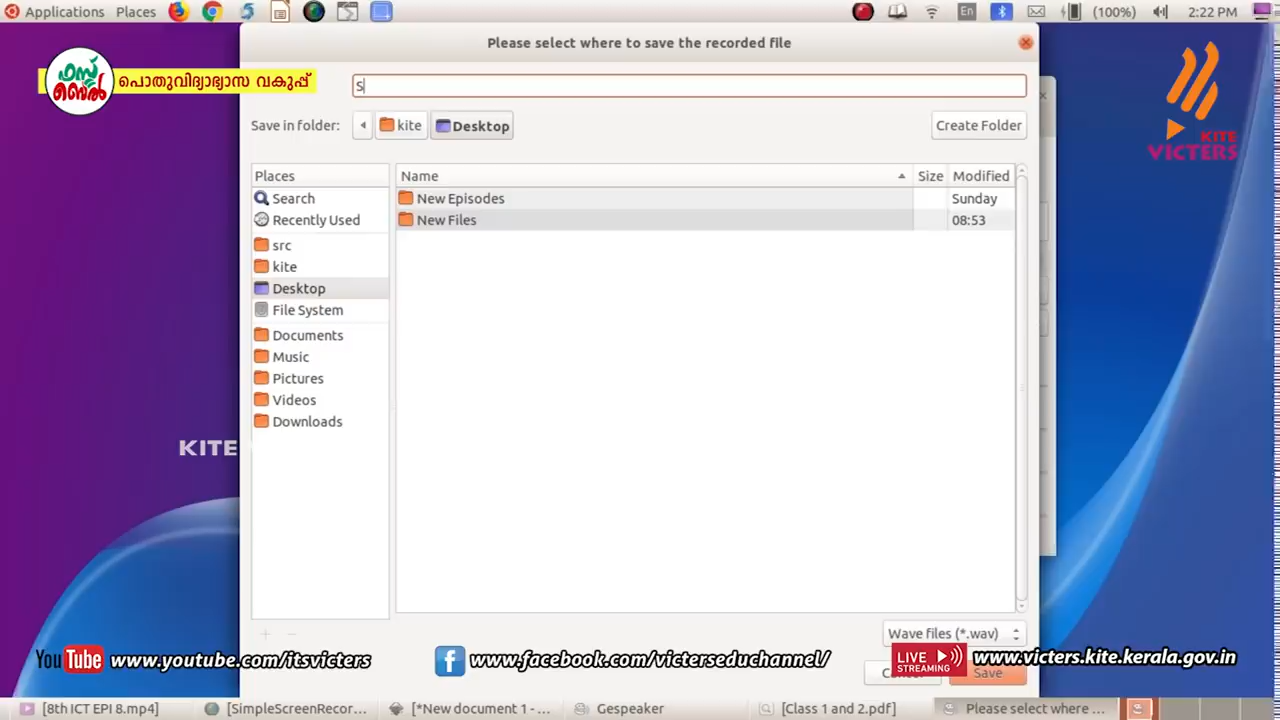 Applications Places En (100%) 2:22 PM
Please select where to save the recorded file
ഫസ്റ്റ് ബെൽ
പൊതുവിദ്യാഭ്യാസ വകുപ്പ്
S
KITE VICTERS
Save in folder: kite Desktop Create Folder
Places Name Size Modified
Search New Episodes Sunday
Recently Used New Files 08:53
src
kite
Desktop
File System
Documents
Music
Pictures
Videos
Downloads
KITE
Wave files (*.wav)
YouTube www.youtube.com/itsvicters www.facebook.com/victerseduchannel/ LIVE STREAMING www.victers.kite.kerala.gov.in
Save
[8th ICT EPI 8.mp4] [SimpleScreenRecor... [*New document 1 - ... Gespeaker [Class 1 and 2.pdf] Please select where ...